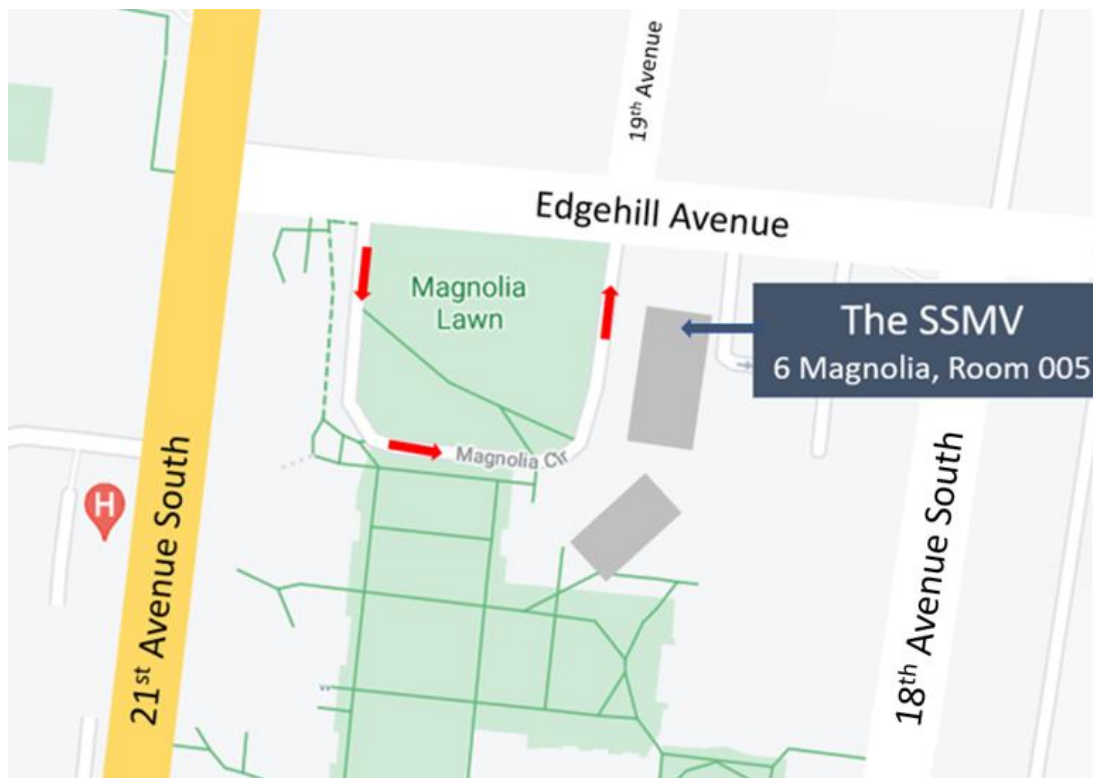 19th Avenue
Edgehill Avenue
Magnolia
Lawn
The SSMV
6 Magnolia, Room 005
Magnolia Cir
H
21st Avenue South
18th Avenue South